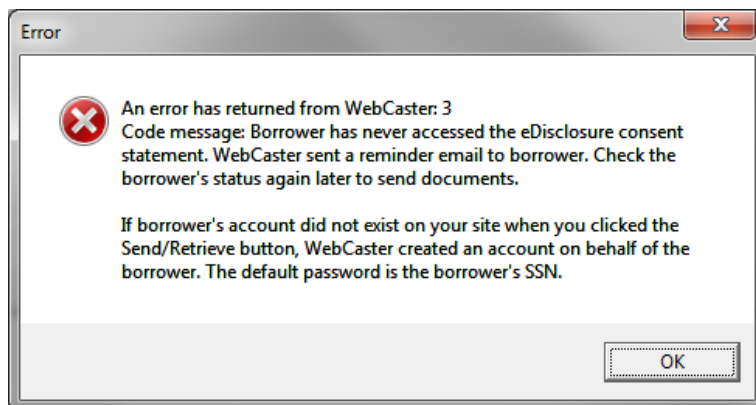 Error
An error has returned from WebCaster: 3
Code message: Borrower has never accessed the eDisclosure consent
statement. WebCaster sent a reminder email to borrower. Check the
borrower's status again later to send documents.
If borrower's account did not exist on your site when you clicked the
Send/Retrieve button, WebCaster created an account on behalf of the
borrower. The default password is the borrower's SSN.
OK